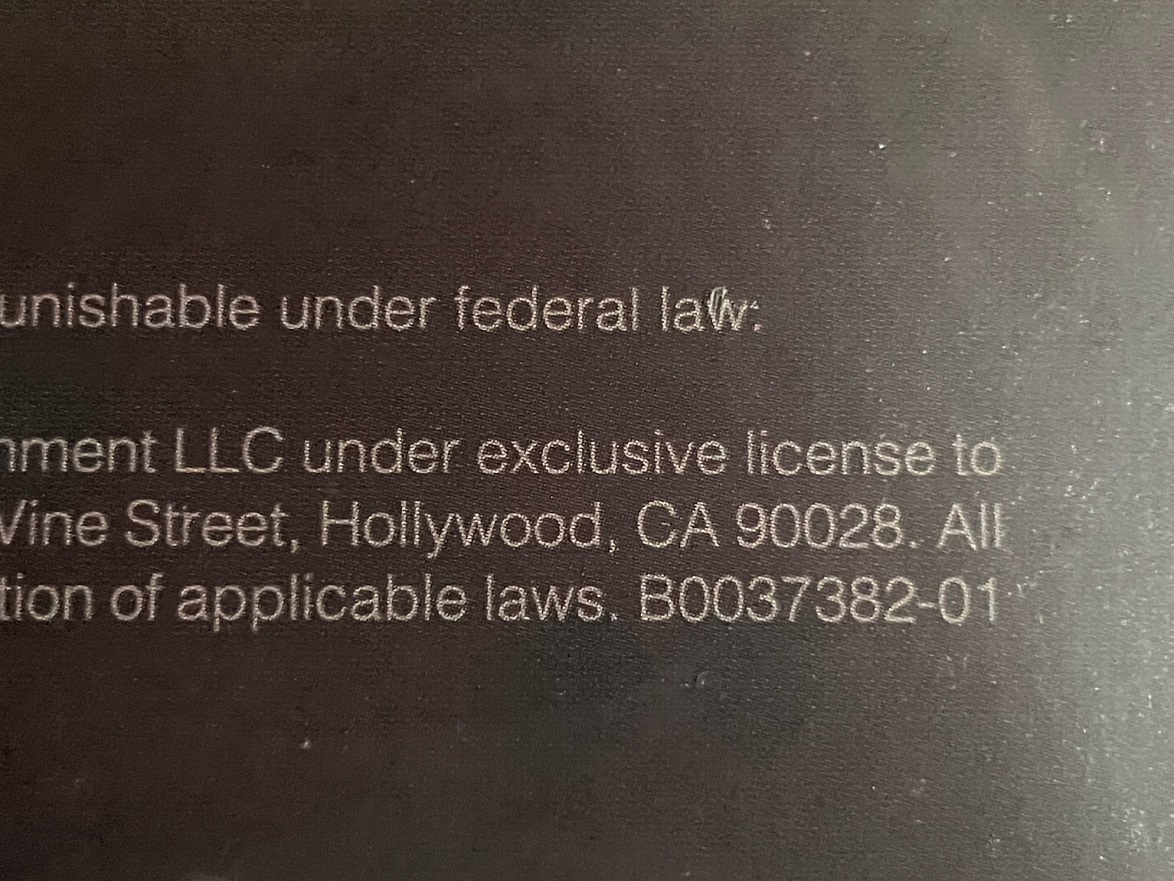 unishable under federal law.
nment LLC under exclusive license to
Vine Street, Hollywood, CA 90028. All
tion of applicable laws. B0037382-01